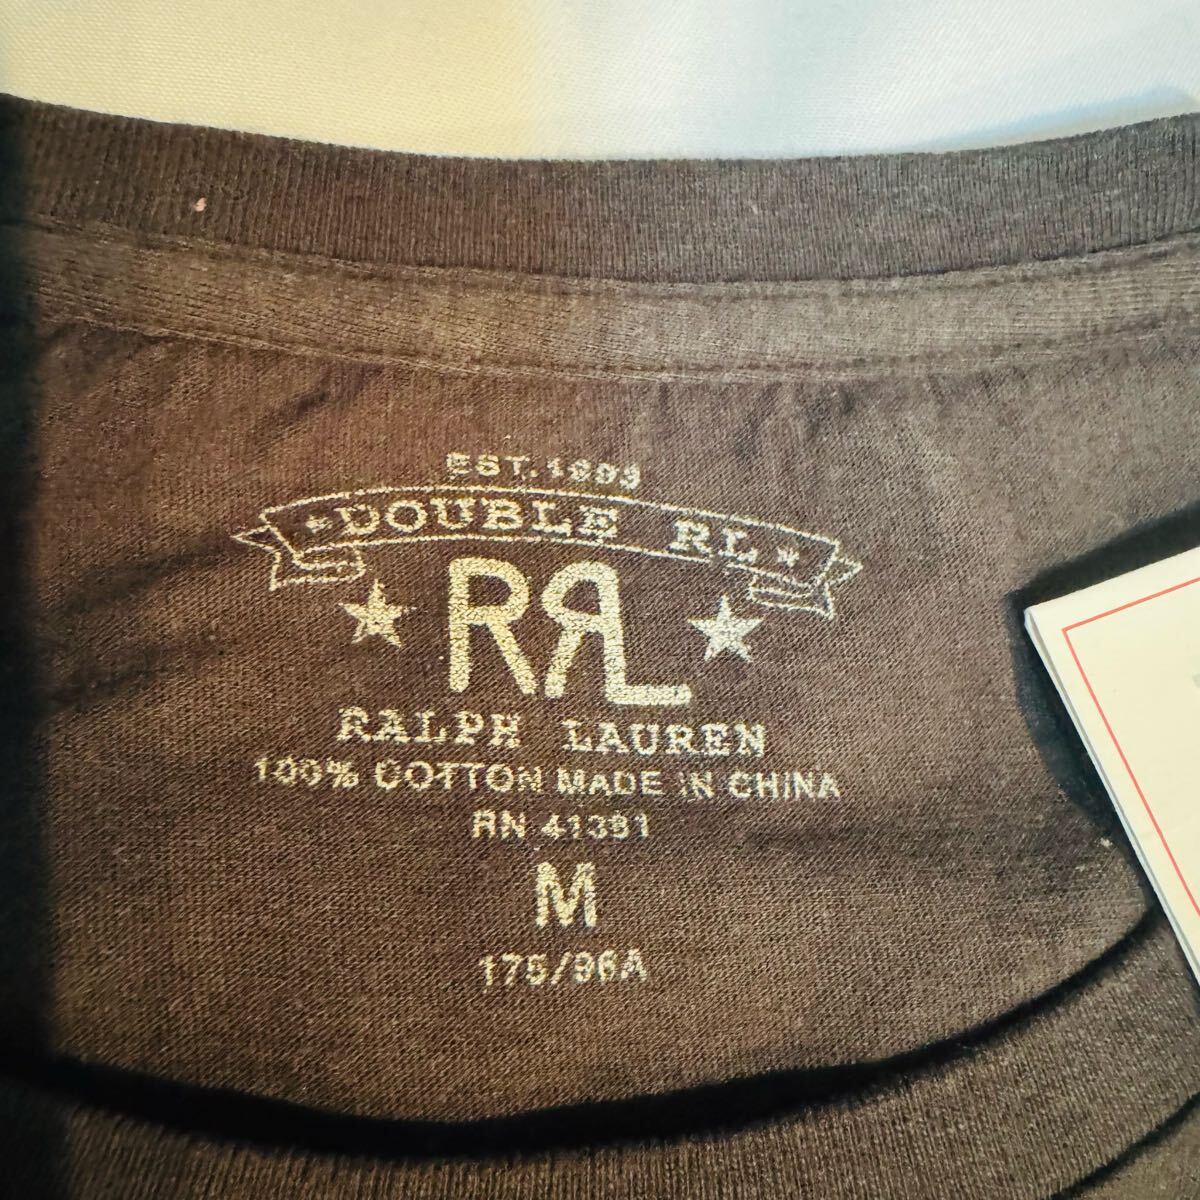 EST. 1993
DOUBLE RL
RRL
RALPH LAUREN
100% COTTON MADE IN CHINA
RN 41381
M
175/96A